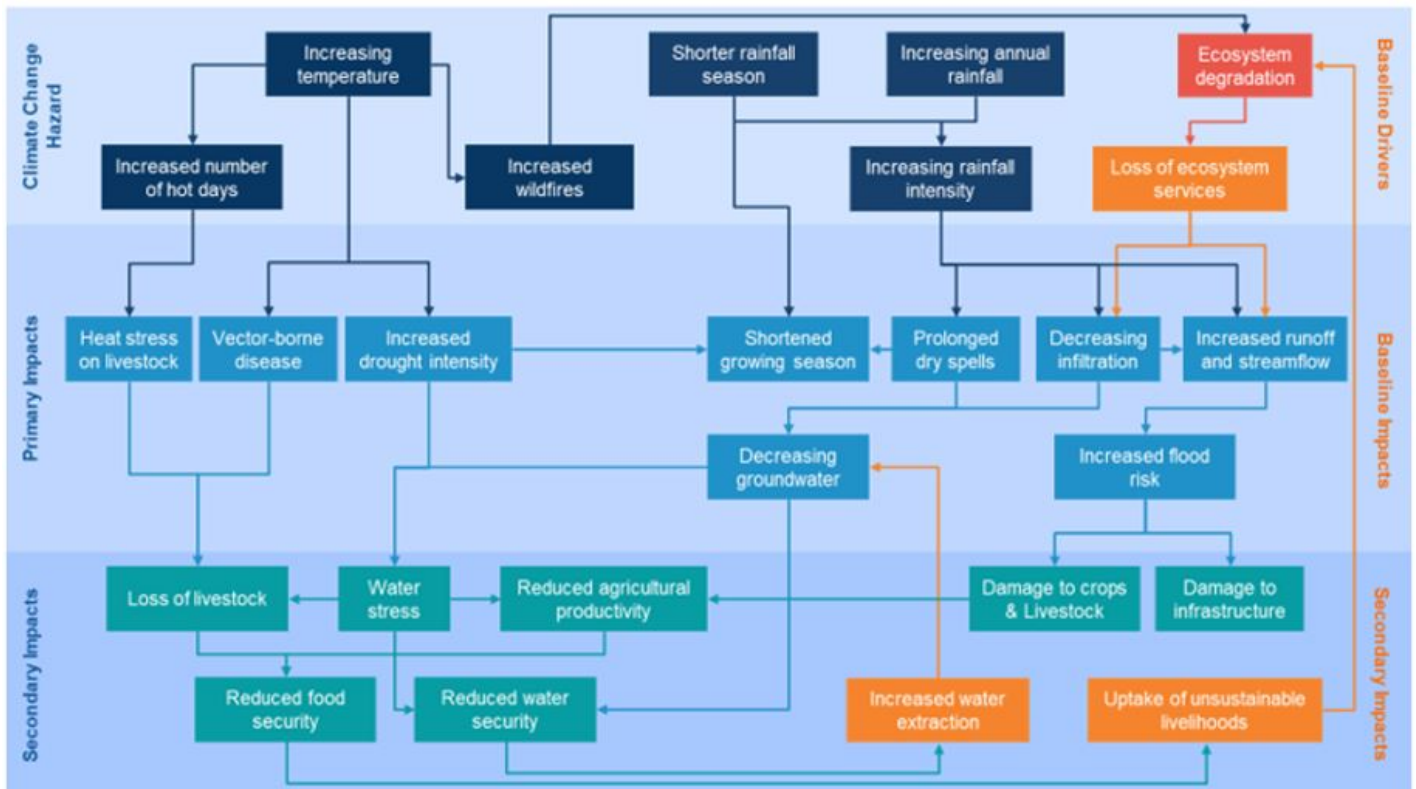 Climate Change
Hazard
Increasing
temperature
Shorter rainfall
season
Increasing annual
rainfall
Ecosystem
degradation
Baseline Drivers
Increased number
of hot days
Increased
wildfires
Increasing rainfall
intensity
Loss of ecosystem
services
Primary Impacts
Heat stress
on livestock
Vector-borne
disease
Increased
drought intensity
Shortened
growing season
Prolonged
dry spells
Decreasing
infiltration
Increased runoff
and streamflow
Baseline Impacts
Decreasing
groundwater
Increased flood
risk
Secondary Impacts
Loss of livestock
Water
stress
Reduced agricultural
productivity
Damage to crops
& Livestock
Damage to
infrastructure
Secondary Impacts
Reduced food
security
Reduced water
security
Increased water
extraction
Uptake of unsustainable
livelihoods